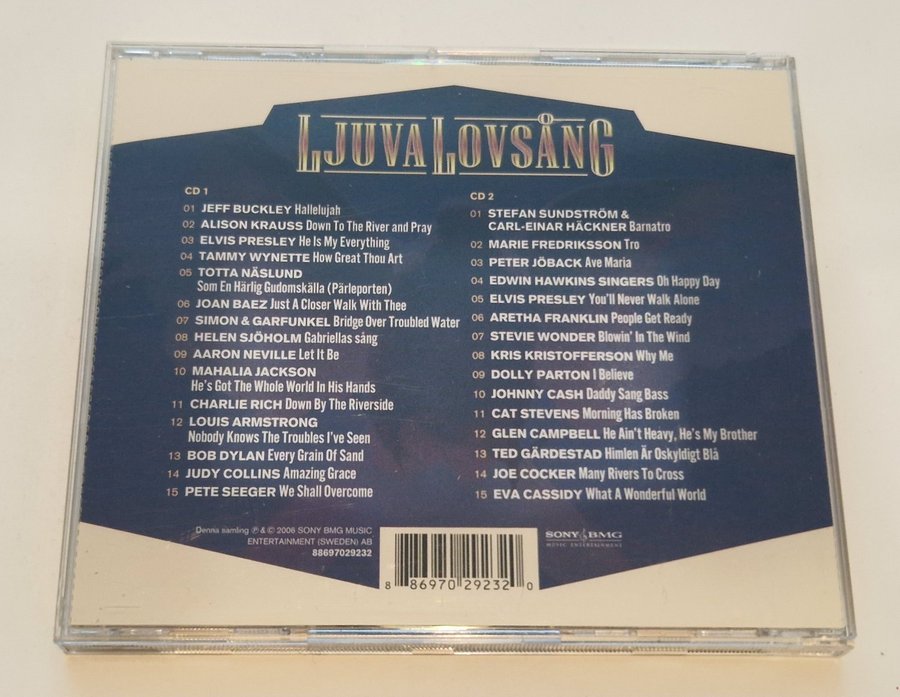 LJUVA LOVSÅNG
CD 1
01 JEFF BUCKLEY Hallelujah
02 ALISON KRAUSS Down To The River and Pray
03 ELVIS PRESLEY He Is My Everything
04 TAMMY WYNETTE How Great Thou Art
05 TOTTA NÄSLUND
Som En Härlig Gudomskälla (Pärleporten)
06 JOAN BAEZ Just A Closer Walk With Thee
07 SIMON & GARFUNKEL Bridge Over Troubled Water
08 HELEN SJÖHOLM Gabriellas sång
09 AARON NEVILLE Let It Be
10 MAHALIA JACKSON
He's Got The Whole World In His Hands
11 CHARLIE RICH Down By The Riverside
12 LOUIS ARMSTRONG
Nobody Knows The Troubles I've Seen
13 BOB DYLAN Every Grain Of Sand
14 JUDY COLLINS Amazing Grace
15 PETE SEEGER We Shall Overcome
CD 2
01 STEFAN SUNDSTRÖM &
CARL-EINAR HÄCKNER Barnatro
02 MARIE FREDRIKSSON Tro
03 PETER JÖBACK Ave Maria
04 EDWIN HAWKINS SINGERS Oh Happy Day
05 ELVIS PRESLEY You'll Never Walk Alone
06 ARETHA FRANKLIN People Get Ready
07 STEVIE WONDER Blowin' In The Wind
08 KRIS KRISTOFFERSON Why Me
09 DOLLY PARTON I Believe
10 JOHNNY CASH Daddy Sang Bass
11 CAT STEVENS Morning Has Broken
12 GLEN CAMPBELL He Ain't Heavy, He's My Brother
13 TED GÄRDESTAD Himlen Är Oskyldigt Blå
14 JOE COCKER Many Rivers To Cross
15 EVA CASSIDY What A Wonderful World
Denna samling ℗ & © 2006 SONY BMG MUSIC
ENTERTAINMENT (SWEDEN) AB
88697029232
8 86970 29232 0
SONY BMG
MUSIC ENTERTAINMENT